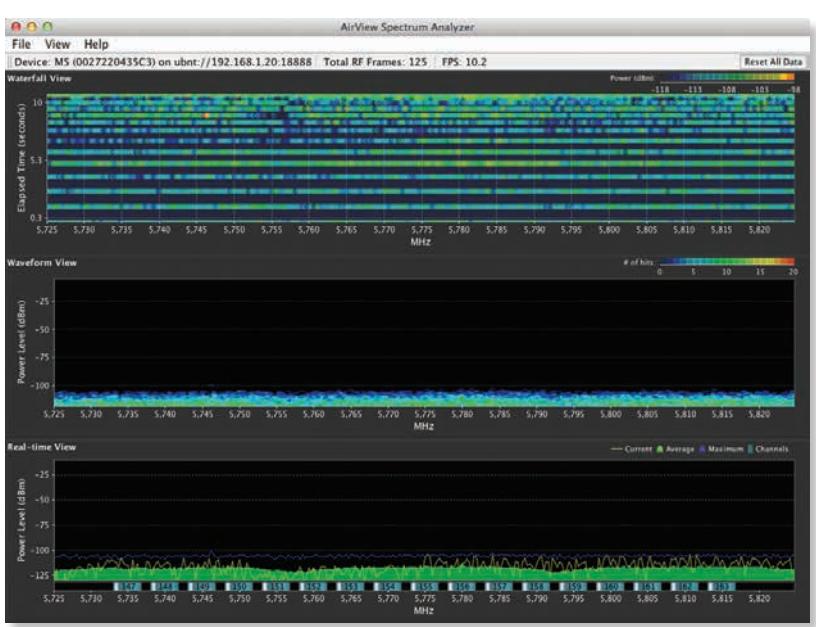 AirView Spectrum Analyzer
File View Help
Device: M5 (0027220435C3) on ubnt://192.168.1.20:18888 Total RF Frames: 125 FPS: 10.2 Reset All Data
Waterfall View
Power (dBm)
-118 -113 -108 -103 -98
Elapsed Time (seconds)
10
5.3
0.3
5,725 5,730 5,735 5,740 5,745 5,750 5,755 5,760 5,765 5,770 5,775 5,780 5,785 5,790 5,795 5,800 5,805 5,810 5,815 5,820
MHz
Waveform View
# of hits
0 5 10 15 20
Power Level (dBm)
-25
-50
-75
-100
5,725 5,730 5,735 5,740 5,745 5,750 5,755 5,760 5,765 5,770 5,775 5,780 5,785 5,790 5,795 5,800 5,805 5,810 5,815 5,820
MHz
Real-time View
Current Average Maximum Channels
Power Level (dBm)
-25
-50
-75
-100
-125
147 148 149 150 151 152 153 154 155 156 157 158 159 160 161 162 163
5,725 5,730 5,735 5,740 5,745 5,750 5,755 5,760 5,765 5,770 5,775 5,780 5,785 5,790 5,795 5,800 5,805 5,810 5,815 5,820
MHz